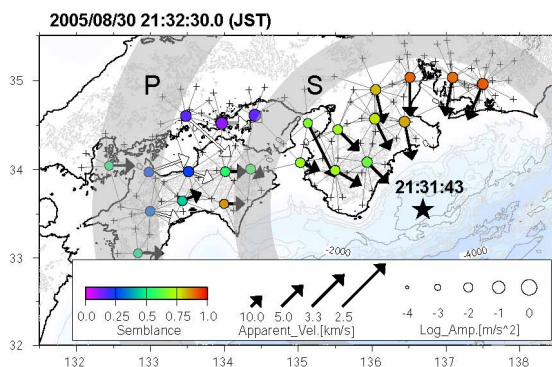 2005/08/30 21:32:30.0 (JST)
35
34
33
32
P
S
21:31:43
-2000
-4000
0.0 0.2 0.5 0.8 1.0
Semblance
10.0 5.0 3.3 2.5
Apparent_Vel.[km/s]
-4 -3 -2 -1 0
Log_Amp.[m/s^2]
132 133 134 135 136 137 138